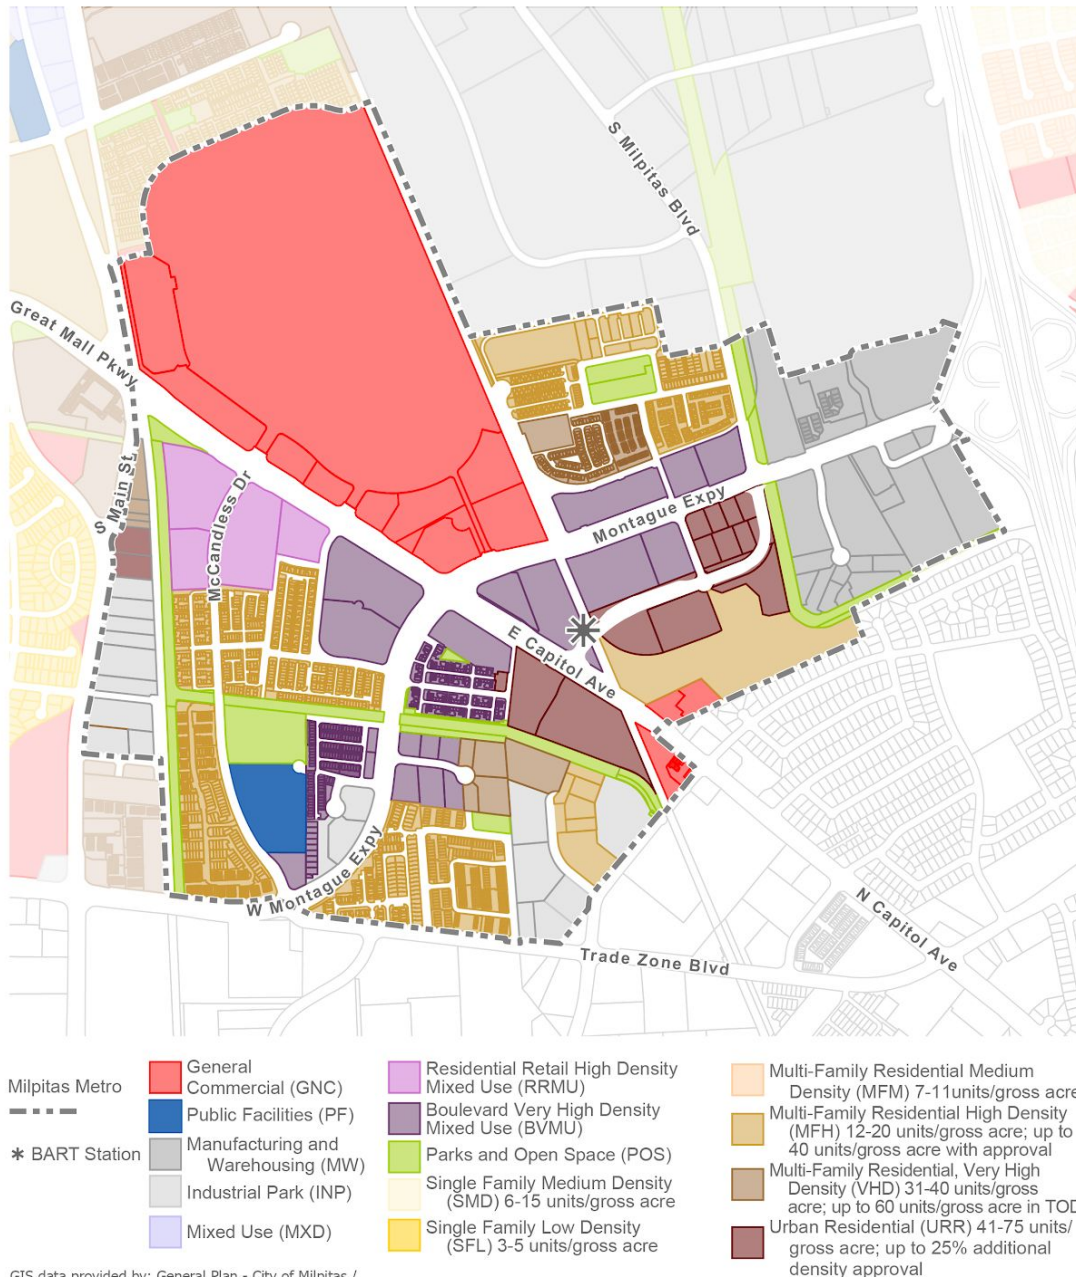 S Milpitas Blvd
Great Mall Pkwy
S Main St
McCandless Dr
Montague Expy
E Capitol Ave
W Montague Expy
N Capitol Ave
Trade Zone Blvd
Milpitas Metro
BART Station
General
Commercial (GNC)
Public Facilities (PF)
Manufacturing and
Warehousing (MW)
Industrial Park (INP)
Mixed Use (MXD)
Residential Retail High Density
Mixed Use (RRMU)
Boulevard Very High Density
Mixed Use (BVMU)
Parks and Open Space (POS)
Single Family Medium Density
(SMD) 6-15 units/gross acre
Single Family Low Density
(SFL) 3-5 units/gross acre
Multi-Family Residential Medium
Density (MFM) 7-11units/gross acre
Multi-Family Residential High Density
(MFH) 12-20 units/gross acre; up to
40 units/gross acre with approval
Multi-Family Residential, Very High
Density (VHD) 31-40 units/gross
acre; up to 60 units/gross acre in TOD
Urban Residential (URR) 41-75 units/
gross acre; up to 25% additional
density approval
GIS data provided by: General Plan - City of Milpitas /